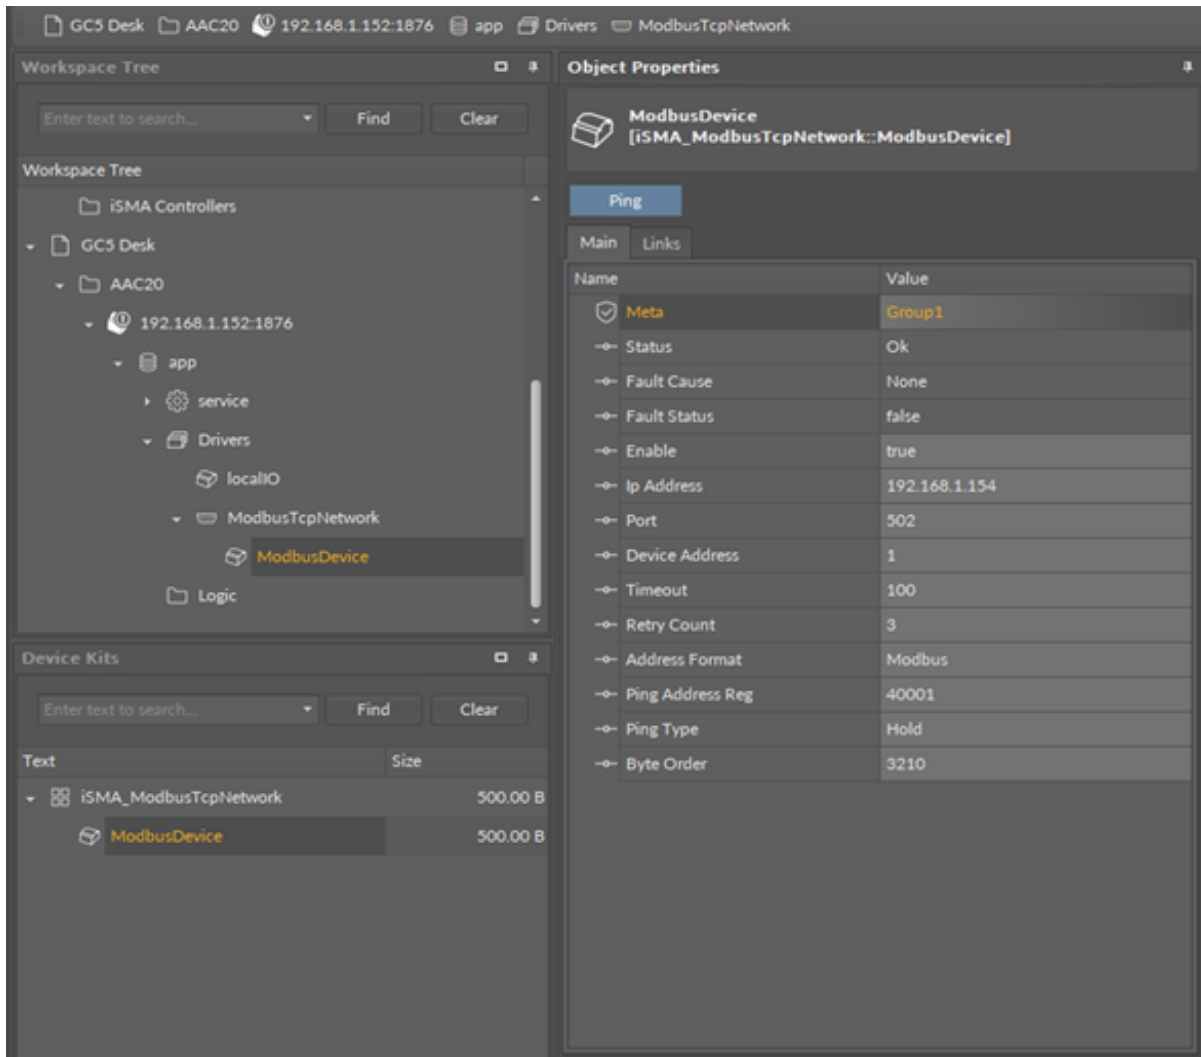 GC5 Desk AAC20 192.168.1.152:1876 app Drivers ModbusTcpNetwork
Workspace Tree
Enter text to search... Find Clear
Workspace Tree
iSMA Controllers
GC5 Desk
AAC20
192.168.1.152:1876
app
service
Drivers
localIO
ModbusTcpNetwork
ModbusDevice
Logic
Device Kits
Enter text to search... Find Clear
Text Size
iSMA_ModbusTcpNetwork 500.00 B
ModbusDevice 500.00 B
Object Properties
ModbusDevice
[iSMA_ModbusTcpNetwork::ModbusDevice]
Ping
Main Links
Name Value
Meta Group1
Status Ok
Fault Cause None
Fault Status false
Enable true
Ip Address 192.168.1.154
Port 502
Device Address 1
Timeout 100
Retry Count 3
Address Format Modbus
Ping Address Reg 40001
Ping Type Hold
Byte Order 3210